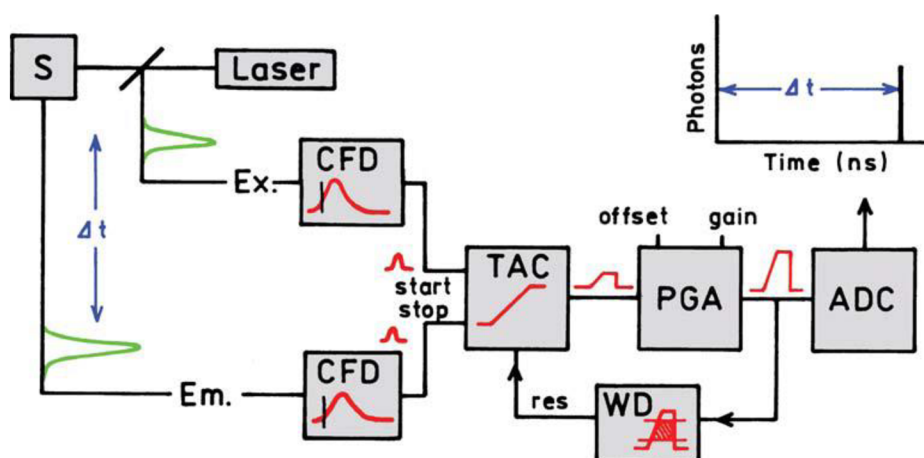 S
Laser
Δt
Photons
Time (ns)
CFD
Ex.
Δt
offset
gain
TAC
start
stop
PGA
ADC
CFD
Em.
res
WD